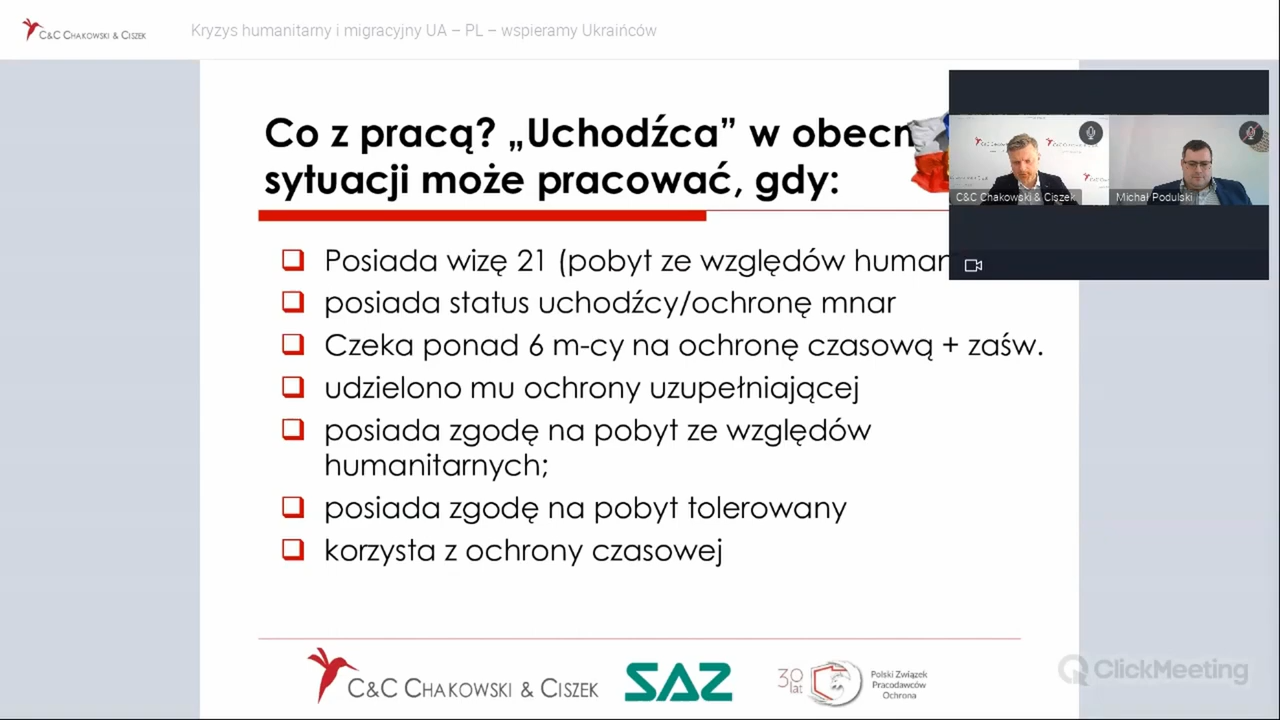 C&C CHAKOWSKI & CISZEK
Kryzys humanitarny i migracyjny UA – PL – wspieramy Ukraińców
Co z pracą? „Uchodźca” w obecn
sytuacji może pracować, gdy:
C&C Chakowski & Ciszek
Michał Podulski
❑ Posiada wizę 21 (pobyt ze względów human
❑ posiada status uchodźcy/ochronę mnar
❑ Czeka ponad 6 m-cy na ochronę czasową + zaśw.
❑ udzielono mu ochrony uzupełniającej
❑ posiada zgodę na pobyt ze względów
humanitarnych;
❑ posiada zgodę na pobyt tolerowany
❑ korzysta z ochrony czasowej
C&C CHAKOWSKI & CISZEK
SAZ
30 lat
Polski Związek
Pracodawców
Ochrona
ClickMeeting